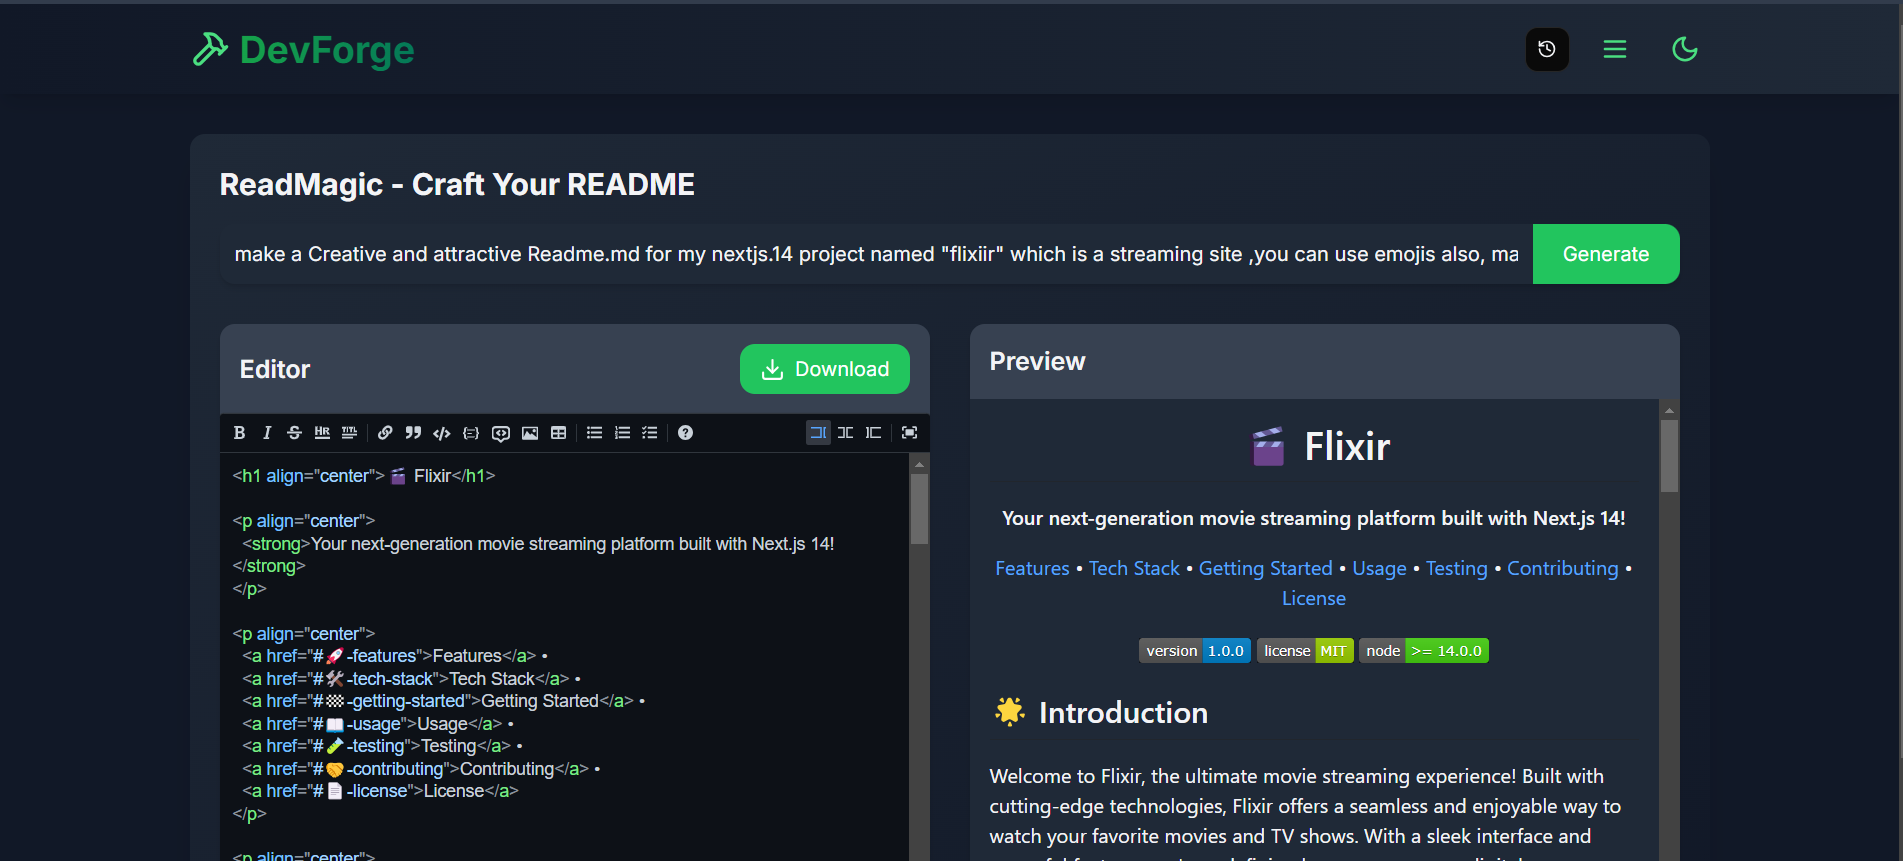 DevForge
ReadMagic - Craft Your README
make a Creative and attractive Readme.md for my nextjs.14 project named "flixiir" which is a streaming site ,you can use emojis also, ma
Generate
Editor
Download
B I S HR TITL
<h1 align="center"> 🎬 Flixir</h1>
<p align="center">
<strong>Your next-generation movie streaming platform built with Next.js 14!
</strong>
</p>
<p align="center">
<a href="#🚀-features">Features</a> •
<a href="#🛠-tech-stack">Tech Stack</a> •
<a href="#🏁-getting-started">Getting Started</a> •
<a href="#📖-usage">Usage</a> •
<a href="#🧪-testing">Testing</a> •
<a href="#🤝-contributing">Contributing</a> •
<a href="#📄-license">License</a>
</p>
<p align="center">
Preview
🎬 Flixir
Your next-generation movie streaming platform built with Next.js 14!
Features • Tech Stack • Getting Started • Usage • Testing • Contributing •
License
version 1.0.0 license MIT node >= 14.0.0
🌟 Introduction
Welcome to Flixir, the ultimate movie streaming experience! Built with
cutting-edge technologies, Flixir offers a seamless and enjoyable way to
watch your favorite movies and TV shows. With a sleek interface and